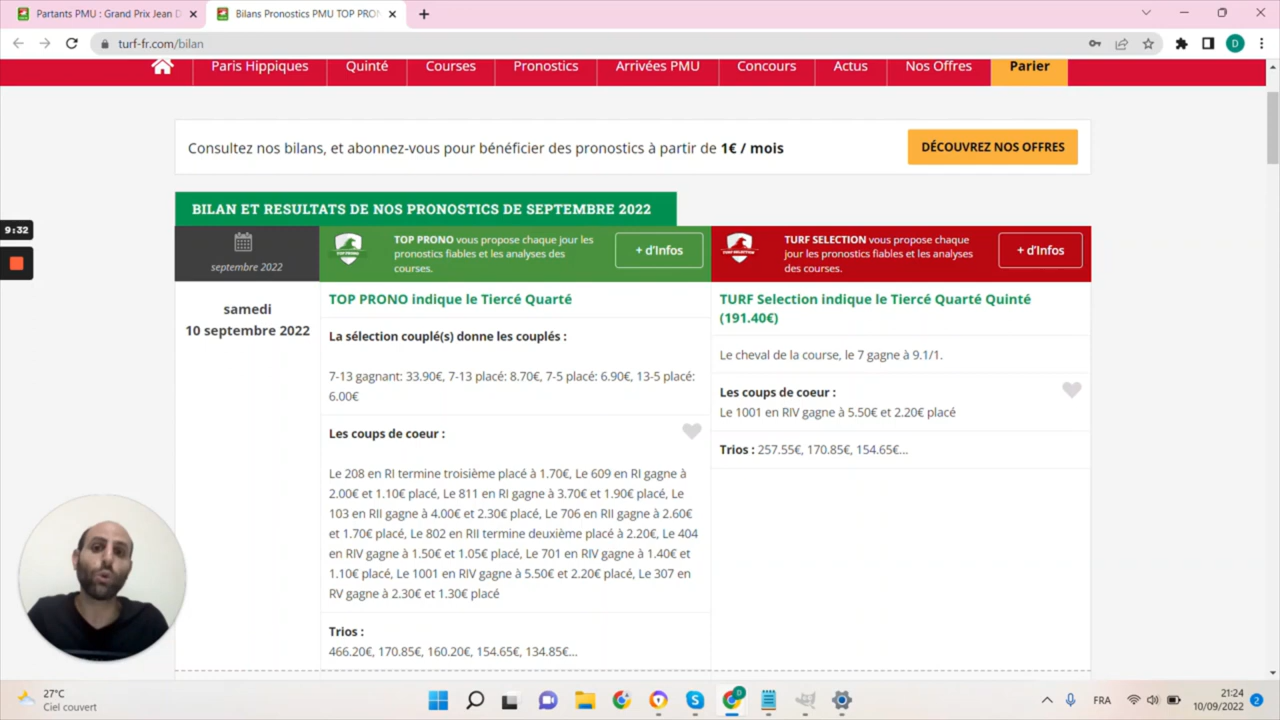 Partants PMU : Grand Prix Jean D
Bilans Pronostics PMU TOP PRON
turf-fr.com/bilan
D
Paris Hippiques
Quinté
Courses
Pronostics
Arrivées PMU
Concours
Actus
Nos Offres
Parier
Consultez nos bilans, et abonnez-vous pour bénéficier des pronostics à partir de 1€ / mois
DÉCOUVREZ NOS OFFRES
BILAN ET RESULTATS DE NOS PRONOSTICS DE SEPTEMBRE 2022
9:32
septembre 2022
TOP PRONO
TOP PRONO vous propose chaque jour les
pronostics fiables et les analyses des
courses.
+ d'Infos
TURF SELECTION
TURF SELECTION vous propose chaque
jour les pronostics fiables et les analyses
des courses.
+ d'Infos
samedi
10 septembre 2022
TOP PRONO indique le Tiercé Quarté
La sélection couplé(s) donne les couplés :
7-13 gagnant: 33.90€, 7-13 placé: 8.70€, 7-5 placé: 6.90€, 13-5 placé:
6.00€
Les coups de coeur :
Le 208 en RI termine troisième placé à 1.70€, Le 609 en RI gagne à
2.00€ et 1.10€ placé, Le 811 en RI gagne à 3.70€ et 1.90€ placé, Le
103 en RII gagne à 4.00€ et 2.30€ placé, Le 706 en RII gagne à 2.60€
et 1.70€ placé, Le 802 en RII termine deuxième placé à 2.20€, Le 404
en RIV gagne à 1.50€ et 1.05€ placé, Le 701 en RIV gagne à 1.40€ et
1.10€ placé, Le 1001 en RIV gagne à 5.50€ et 2.20€ placé, Le 307 en
RV gagne à 2.30€ et 1.30€ placé
Trios :
466.20€, 170.85€, 160.20€, 154.65€, 134.85€...
TURF Selection indique le Tiercé Quarté Quinté
(191.40€)
Le cheval de la course, le 7 gagne à 9.1/1.
Les coups de coeur :
Le 1001 en RIV gagne à 5.50€ et 2.20€ placé
Trios : 257.55€, 170.85€, 154.65€...
27°C
Ciel couvert
D
FRA
21:24
10/09/2022
2